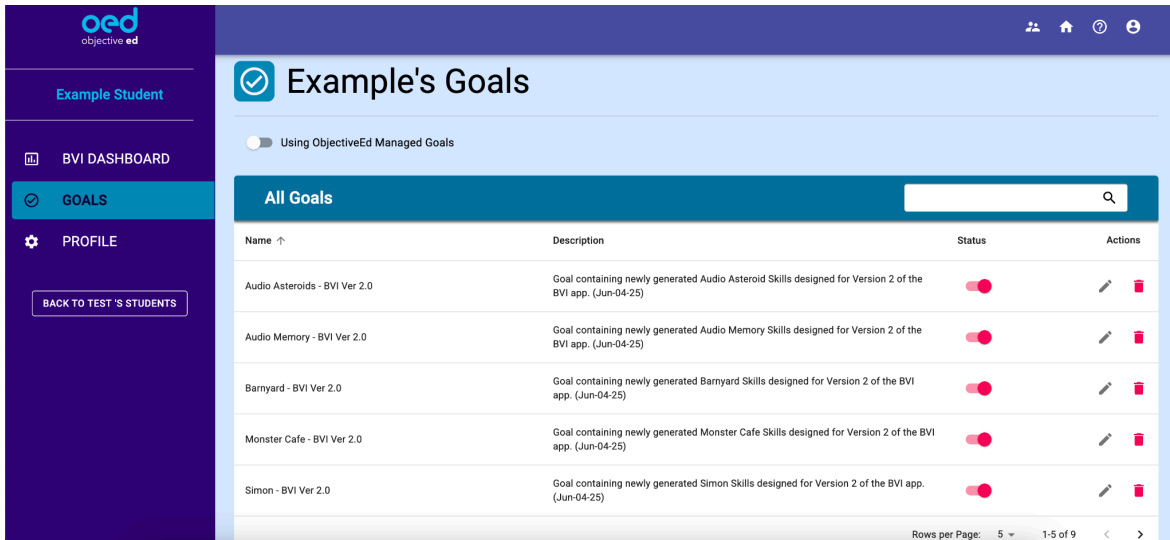 oed
objective ed
Example Student
BVI DASHBOARD
GOALS
PROFILE
BACK TO TEST 'S STUDENTS
Example's Goals
Using ObjectiveEd Managed Goals
All Goals
Name Description Status Actions
Audio Asteroids - BVI Ver 2.0
Goal containing newly generated Audio Asteroid Skills designed for Version 2 of the
BVI app. (Jun-04-25)
Audio Memory - BVI Ver 2.0
Goal containing newly generated Audio Memory Skills designed for Version 2 of the
BVI app. (Jun-04-25)
Barnyard - BVI Ver 2.0
Goal containing newly generated Barnyard Skills designed for Version 2 of the BVI
app. (Jun-04-25)
Monster Cafe - BVI Ver 2.0
Goal containing newly generated Monster Cafe Skills designed for Version 2 of the BVI
app. (Jun-04-25)
Simon - BVI Ver 2.0
Goal containing newly generated Simon Skills designed for Version 2 of the BVI app.
(Jun-04-25)
Rows per Page: 5 1-5 of 9